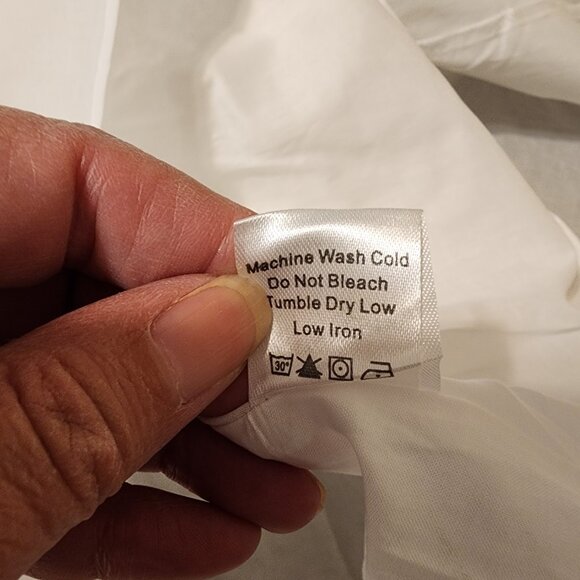 Machine Wash Cold
Do Not Bleach
Tumble Dry Low
Low Iron
30°